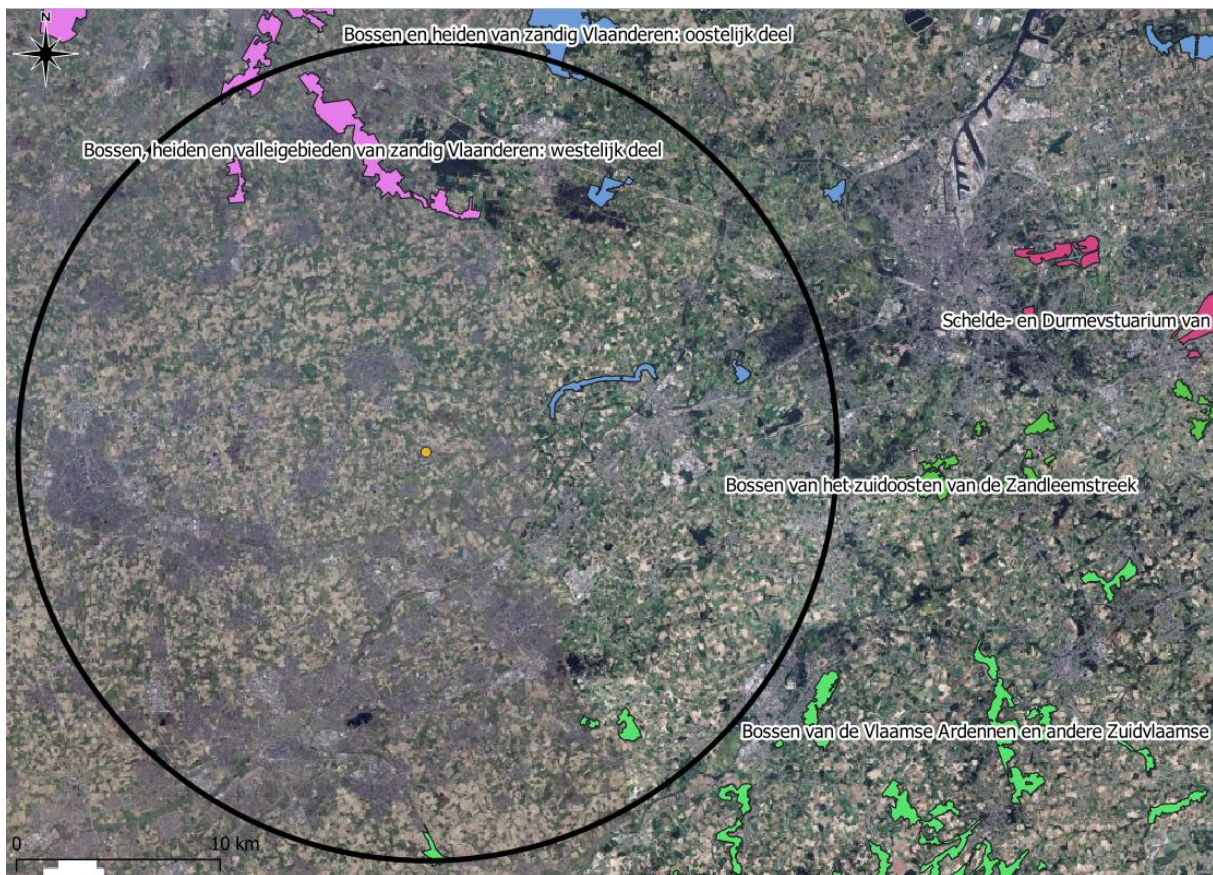 N
Bossen en heiden van zandig Vlaanderen: oostelijk deel
Bossen, heiden en valleigebieden van zandig Vlaanderen: westelijk deel
Schelde- en Durmeëstuarium van
Bossen van het zuidoosten van de Zandleemstreek
Bossen van de Vlaamse Ardennen en andere Zuidvlaamse
0 10 km